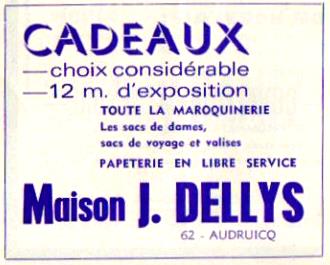 CADEAUX
—choix considérable
—12 m. d'exposition
TOUTE LA MAROQUINERIE
Les sacs de dames,
sacs de voyage et valises
PAPETERIE EN LIBRE SERVICE
Maison J. DELLYS
62 - AUDRUICQ